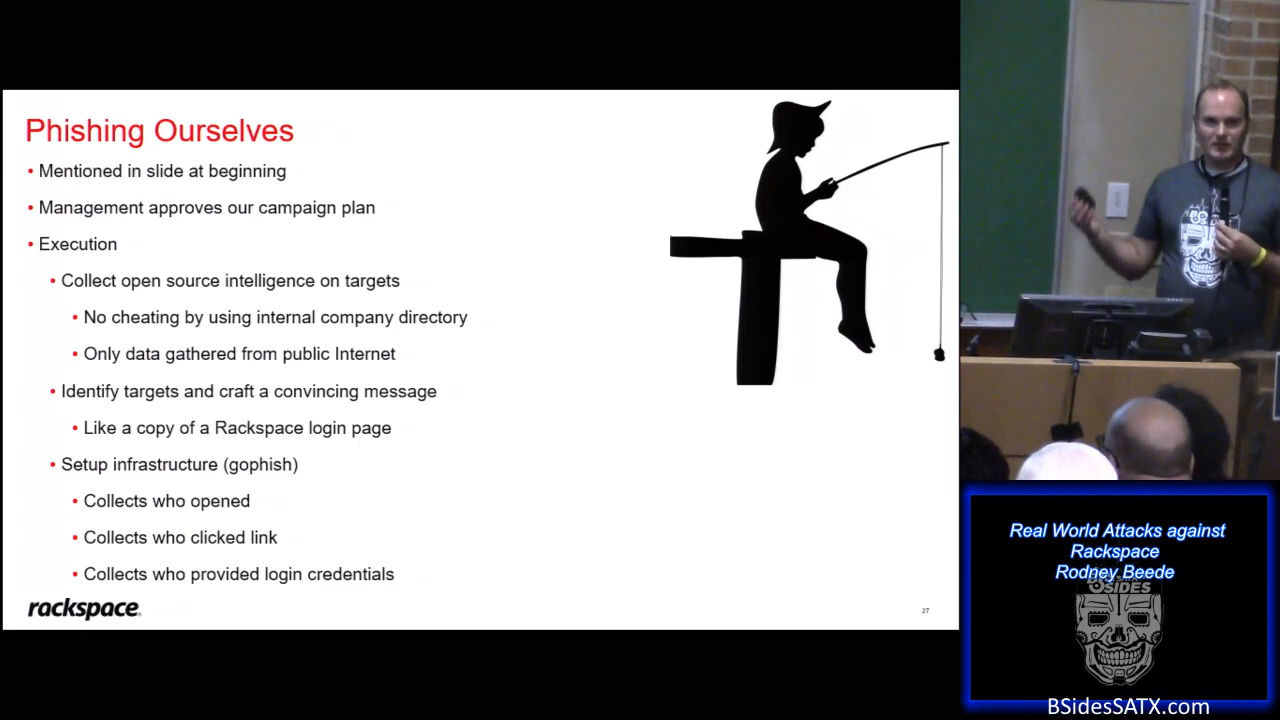 Phishing Ourselves
• Mentioned in slide at beginning
• Management approves our campaign plan
• Execution
• Collect open source intelligence on targets
• No cheating by using internal company directory
• Only data gathered from public Internet
• Identify targets and craft a convincing message
• Like a copy of a Rackspace login page
• Setup infrastructure (gophish)
• Collects who opened
• Collects who clicked link
• Collects who provided login credentials
rackspace
27
Real World Attacks against
Rackspace
Rodney Beede
BSIDES
BSidesSATX.com